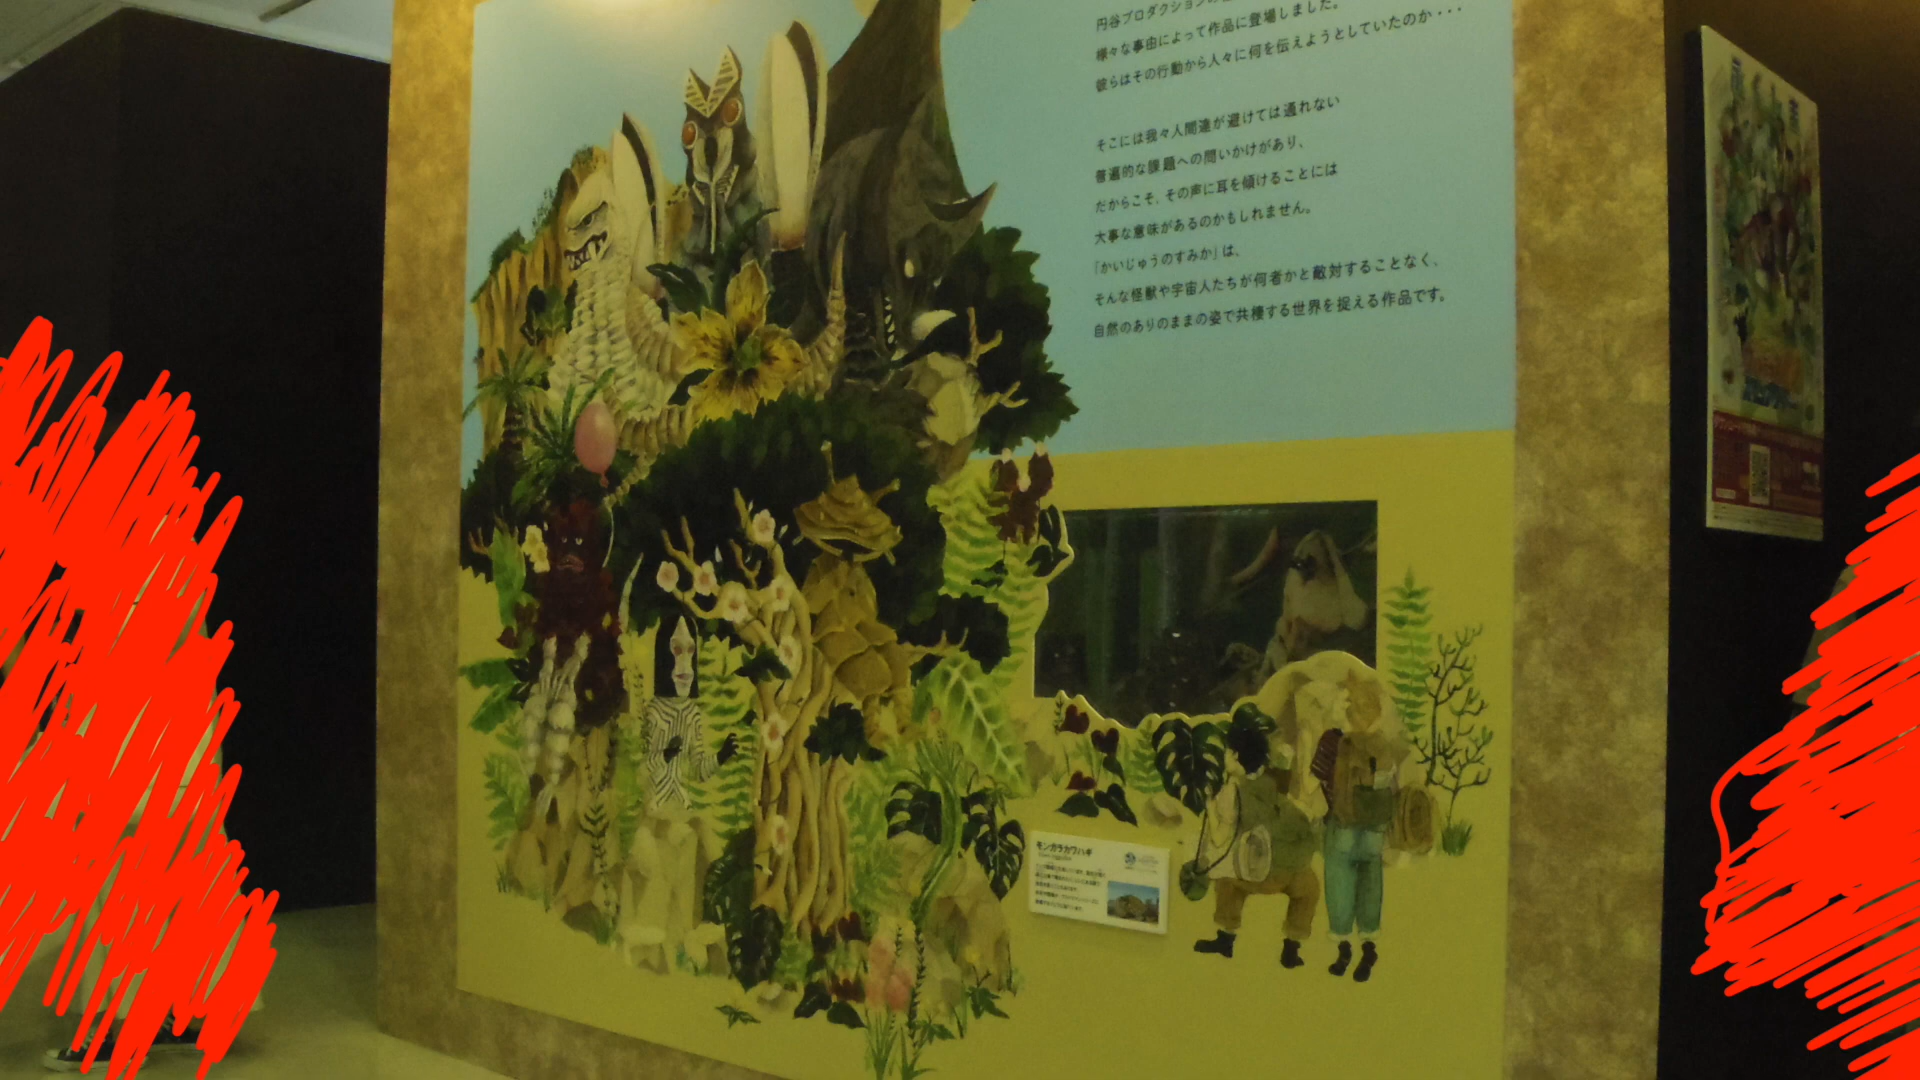 円谷プロダクションの
様々な事由によって作品に登場しました。
彼らはその行動から人々に何を伝えようとしていたのか・・・
そこには我々人間達が避けては通れない
普遍的な課題への問いかけがあり、
だからこそ、その声に耳を傾けることには
大事な意味があるのかもしれません。
「かいじゅうのすみか」は、
そんな怪獣や宇宙人たちが何者かと敵対することなく、
自然のありのままの姿で共棲する世界を捉える作品です。
モンガラカワハギ